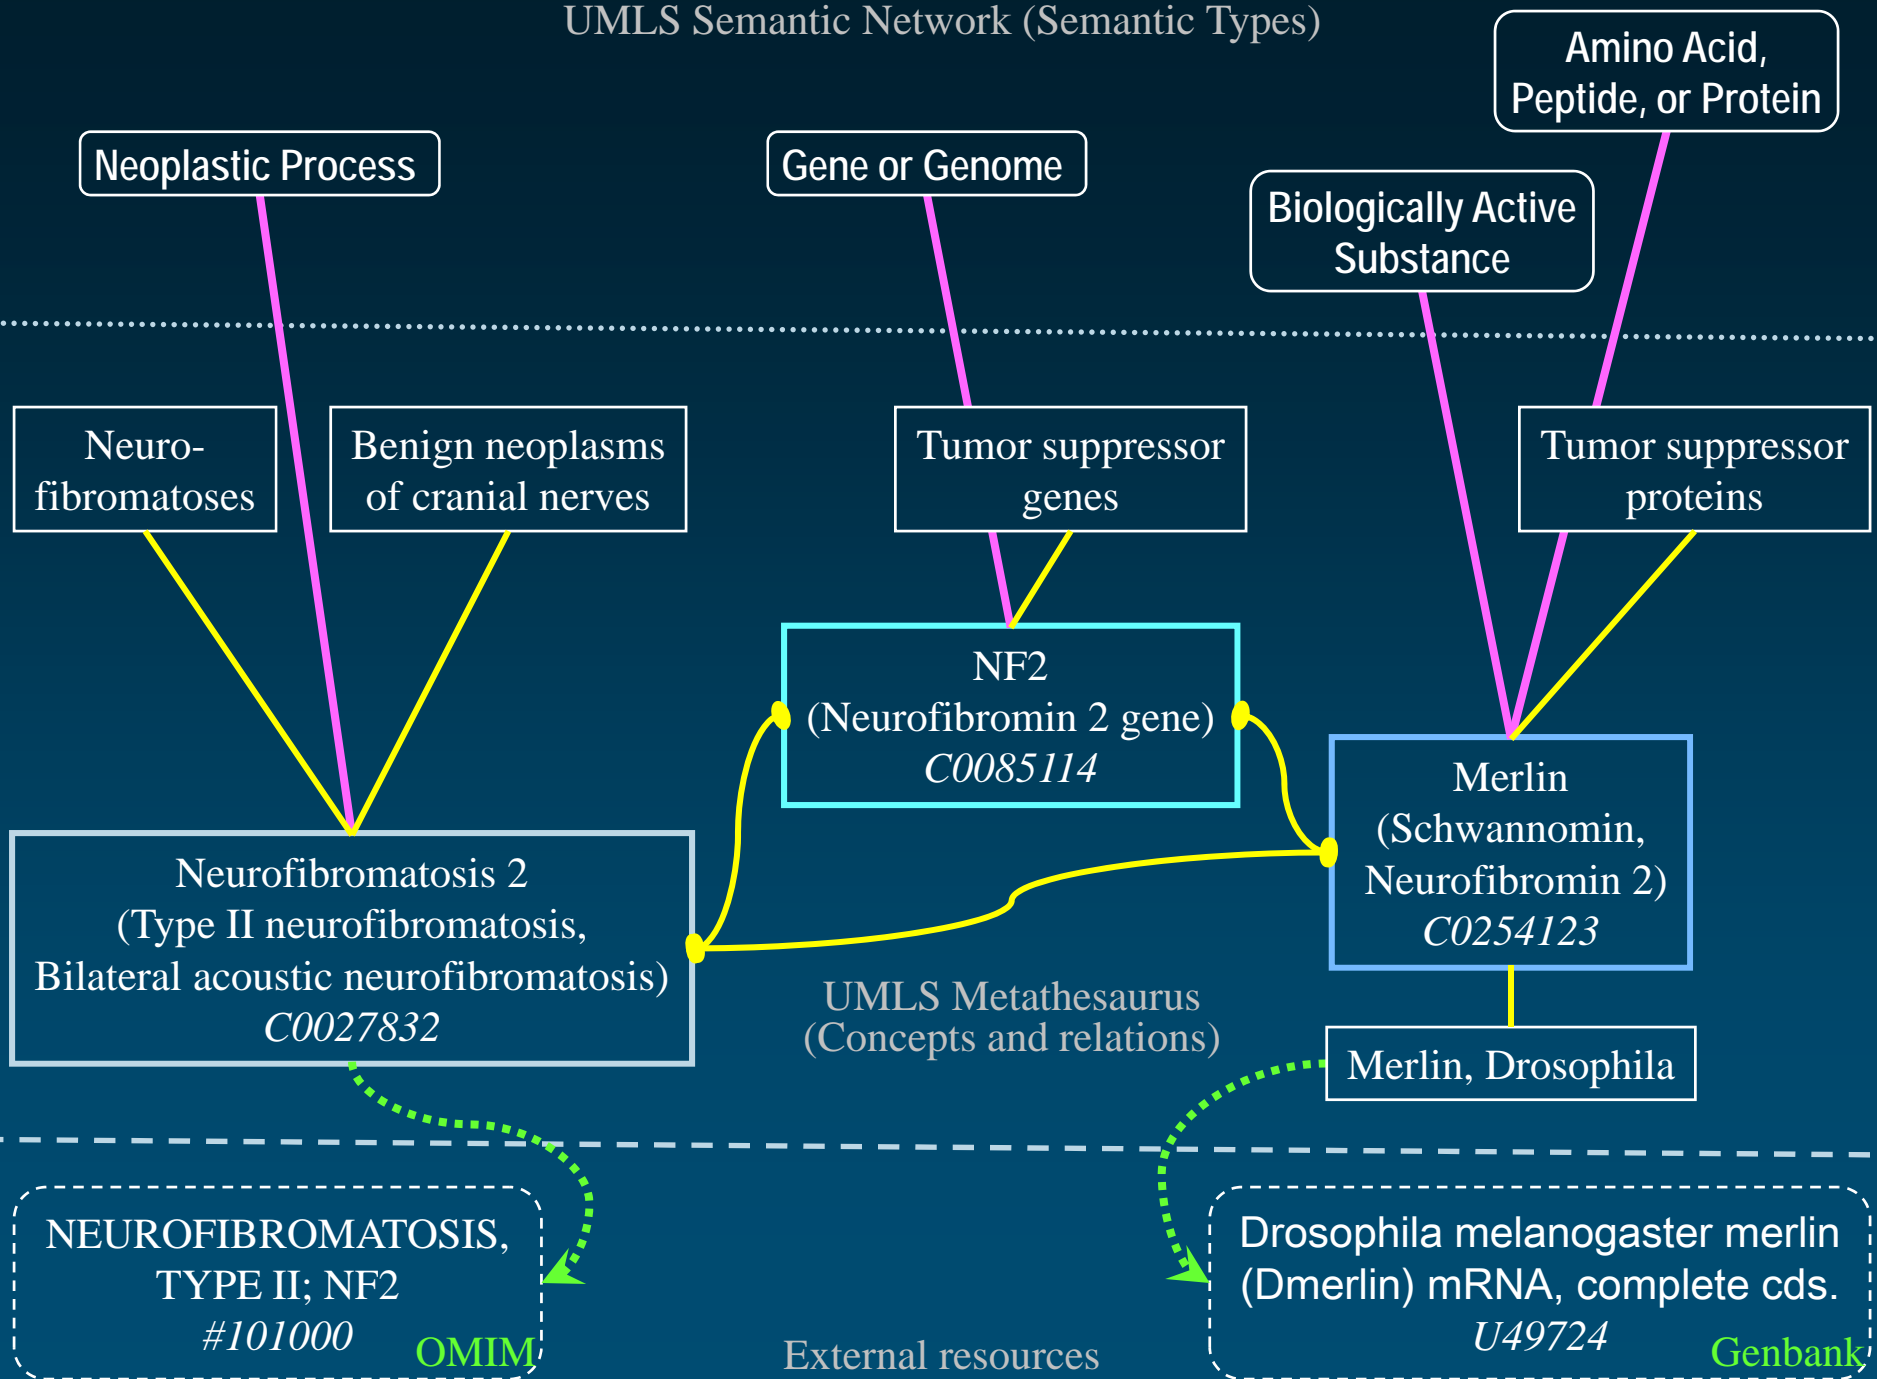 UMLS Semantic Network (Semantic Types)
Amino Acid,
Peptide, or Protein
Neoplastic Process
Gene or Genome
Biologically Active
Substance
Neuro-
fibromatoses
Benign neoplasms
of cranial nerves
Tumor suppressor
genes
Tumor suppressor
proteins
NF2
(Neurofibromin 2 gene)
C0085114
Merlin
(Schwannomin,
Neurofibromin 2)
C0254123
Neurofibromatosis 2
(Type II neurofibromatosis,
Bilateral acoustic neurofibromatosis)
C0027832
UMLS Metathesaurus
(Concepts and relations)
Merlin, Drosophila
NEUROFIBROMATOSIS,
TYPE II; NF2
#101000
OMIM
External resources
Drosophila melanogaster merlin
(Dmerlin) mRNA, complete cds.
U49724
Genbank